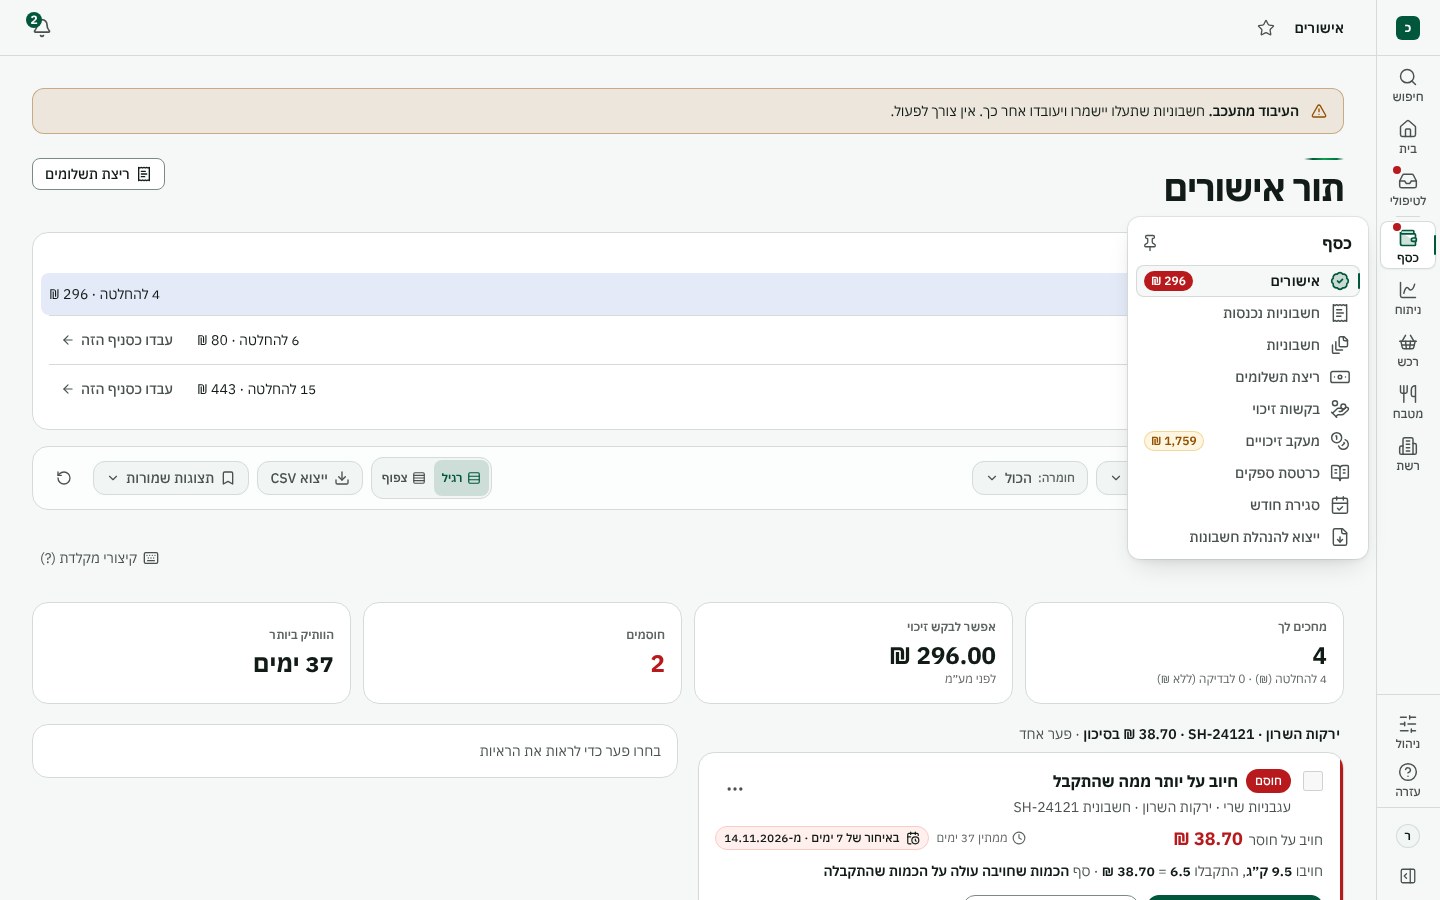 כ
חיפוש
בית
לטיפולי
כסף
ניתוח
רכש
מטבח
רשת
ניהול
עזרה
ר
אישורים
2
העיבוד מתעכב. חשבוניות שתעלו יישמרו ויעובדו אחר כך. אין צורך לפעול.
תור אישורים
ריצת תשלומים
כסף
אישורים
296 ₪
חשבוניות נכנסות
חשבוניות
ריצת תשלומים
בקשות זיכוי
מעקב זיכויים
1,759 ₪
כרטסת ספקים
סגירת חודש
ייצוא להנהלת חשבונות
4 להחלטה · 296 ₪
6 להחלטה · 80 ₪
עבדו כסניף הזה
15 להחלטה · 443 ₪
עבדו כסניף הזה
חומרה: הכול
רגיל
צפוף
ייצוא CSV
תצוגות שמורות
קיצורי מקלדת (?)
מחכים לך
4
4 להחלטה (₪) · 0 לבדיקה (ללא ₪)
אפשר לבקש זיכוי
296.00 ₪
לפני מע״מ
חוסמים
2
הוותיק ביותר
37 ימים
ירקות השרון · SH-24121 · 38.70 ₪ בסיכון · פער אחד
חוסם
חיוב על יותר ממה שהתקבל
עגבניות שרי · ירקות השרון · חשבונית SH-24121
חויב על חוסר 38.70 ₪
ממתין 37 ימים
באיחור של 7 ימים · מ-14.11.2026
חויבו 9.5 ק״ג, התקבלו 6.5 = 38.70 ₪ · סף הכמות שחויבה עולה על הכמות שהתקבלה
בחרו פער כדי לראות את הראיות